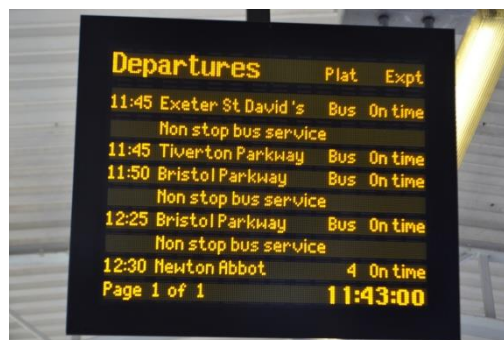 Departures Plat Expt
11:45 Exeter St David's Bus On time
Non stop bus service
11:45 Tiverton Parkway Bus On time
11:50 Bristol Parkway Bus On time
Non stop bus service
12:25 Bristol Parkway Bus On time
Non stop bus service
12:30 Newton Abbot 4 On time
Page 1 of 1 11:43:00